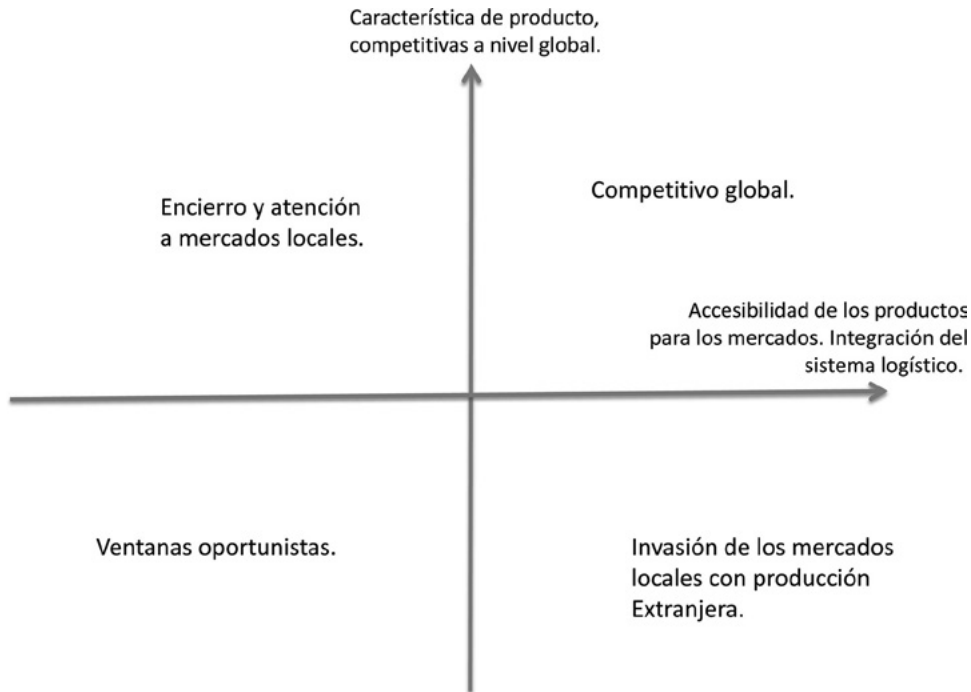 Característica de producto,
competitivas a nivel global.
Encierro y atención
a mercados locales.
Competitivo global.
Accesibilidad de los productos
para los mercados. Integración del
sistema logístico.
Ventanas oportunistas.
Invasión de los mercados
locales con producción
Extranjera.